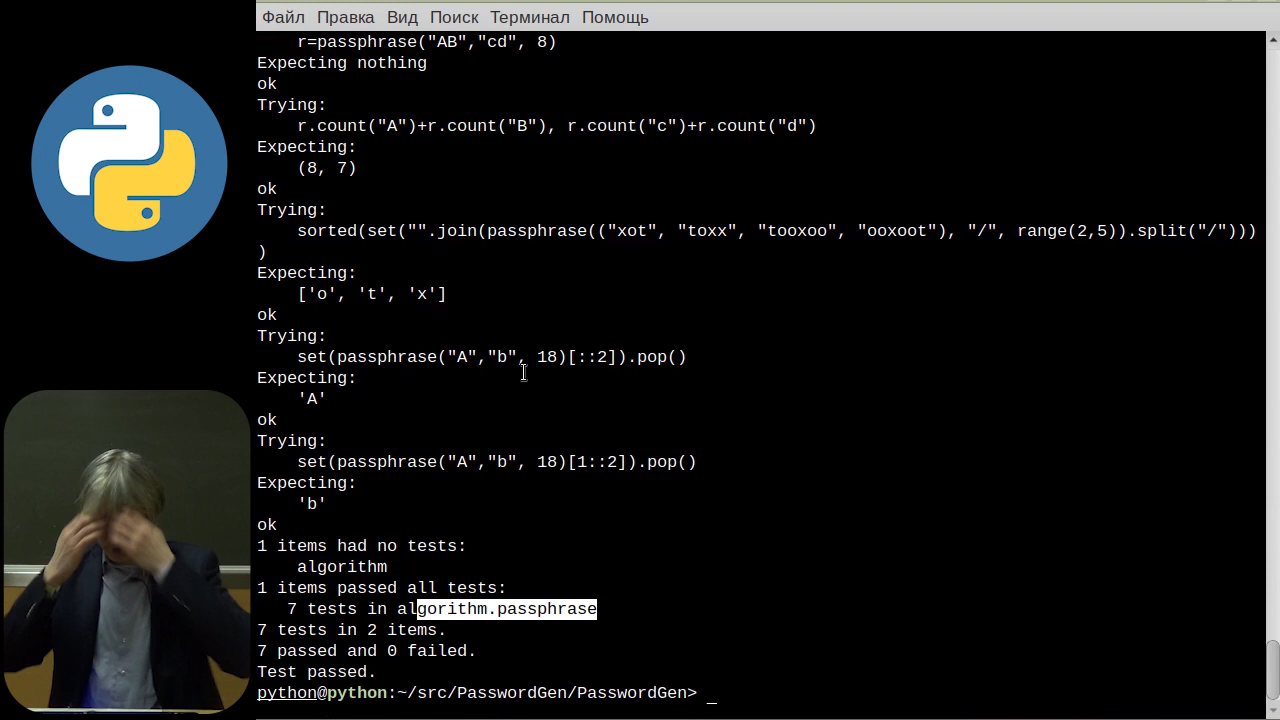 Файл Правка Вид Поиск Терминал Помощь
r=passphrase("AB","cd", 8)
Expecting nothing
ok
Trying:
r.count("A")+r.count("B"), r.count("c")+r.count("d")
Expecting:
(8, 7)
ok
Trying:
sorted(set("".join(passphrase(("xot", "toxx", "tooxoo", "ooxoot"), "/", range(2,5)).split("/")))
)
Expecting:
['o', 't', 'x']
ok
Trying:
set(passphrase("A","b", 18)[::2]).pop()
Expecting:
'A'
ok
Trying:
set(passphrase("A","b", 18)[1::2]).pop()
Expecting:
'b'
ok
1 items had no tests:
algorithm
1 items passed all tests:
7 tests in algorithm.passphrase
7 tests in 2 items.
7 passed and 0 failed.
Test passed.
python@python:~/src/PasswordGen/PasswordGen> _